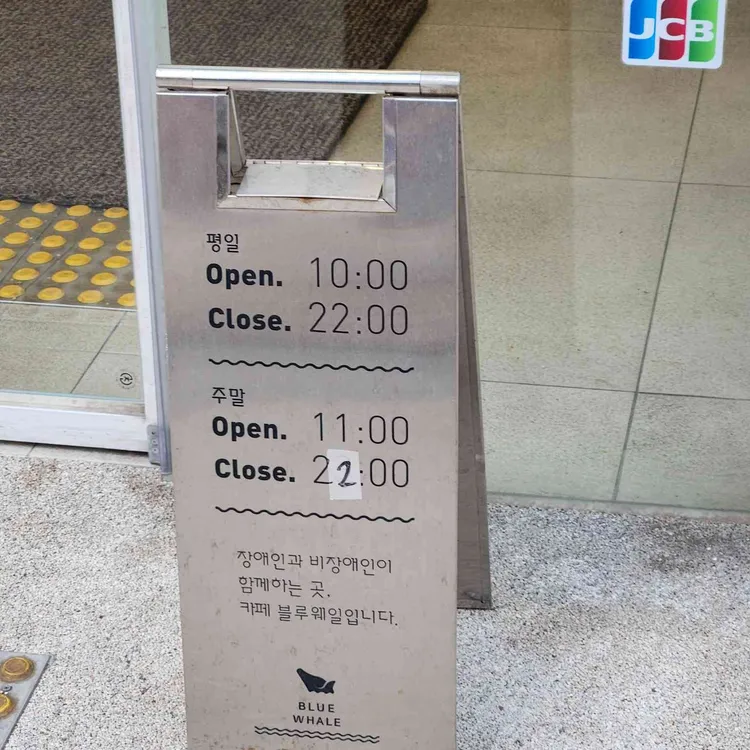 JCB
평일
Open. 10:00
Close. 22:00
주말
Open. 11:00
Close. 22:00
장애인과 비장애인이
함께하는 곳.
카페 블루웨일입니다.
BLUE
WHALE